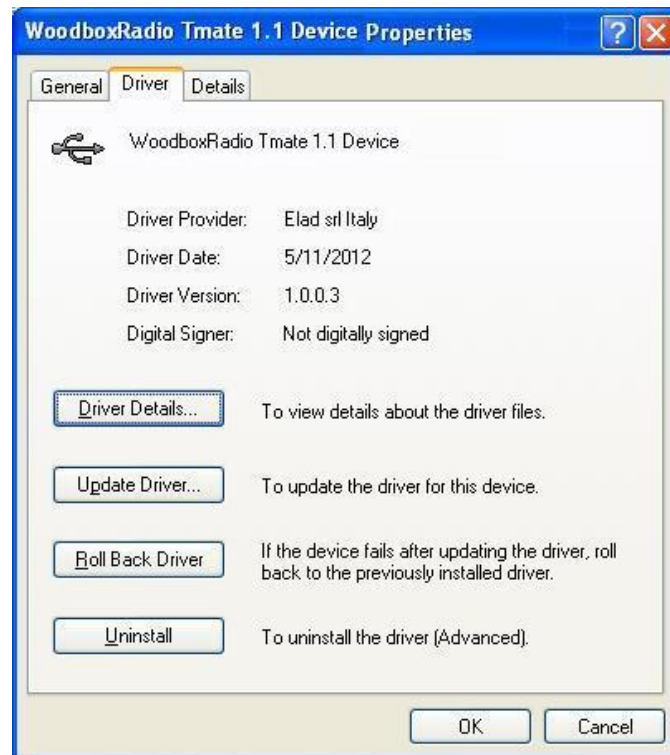 WoodboxRadio Tmate 1.1 Device Properties
General Driver Details
WoodboxRadio Tmate 1.1 Device
Driver Provider: Elad srl Italy
Driver Date: 5/11/2012
Driver Version: 1.0.0.3
Digital Signer: Not digitally signed
Driver Details... To view details about the driver files.
Update Driver... To update the driver for this device.
Roll Back Driver If the device fails after updating the driver, roll
back to the previously installed driver.
Uninstall To uninstall the driver (Advanced).
OK Cancel